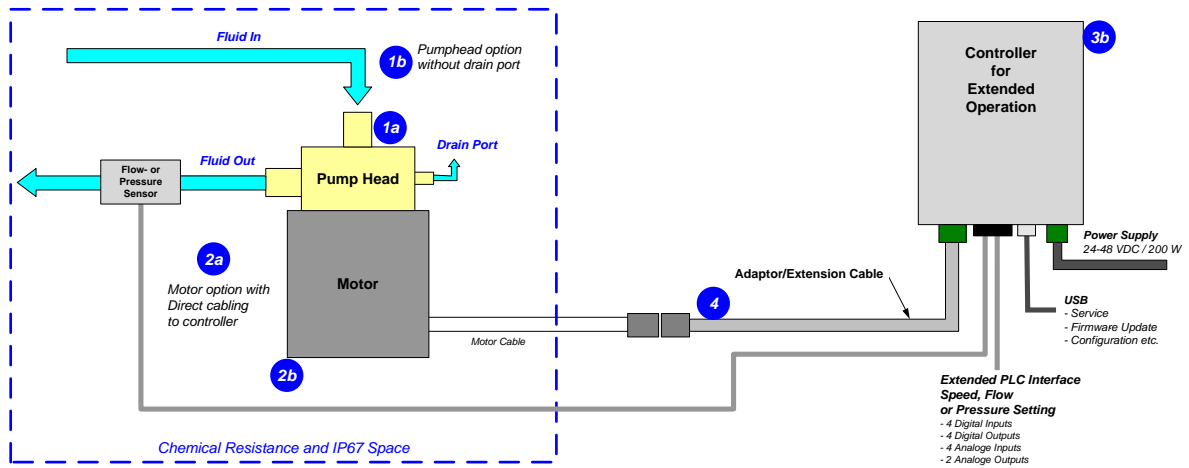 Fluid In
1b
Pumphead option
without drain port
1a
Drain Port
Fluid Out
Flow- or
Pressure
Sensor
Pump Head
2a
Motor option with
Direct cabling
to controller
Motor
2b
Motor Cable
4
Adaptor/Extension Cable
Chemical Resistance and IP67 Space
3b
Controller
for
Extended
Operation
Power Supply
24-48 VDC / 200 W
USB
- Service
- Firmware Update
- Configuration etc.
Extended PLC Interface
Speed, Flow
or Pressure Setting
- 4 Digital Inputs
- 4 Digital Outputs
- 4 Analoge Inputs
- 2 Analoge Outputs